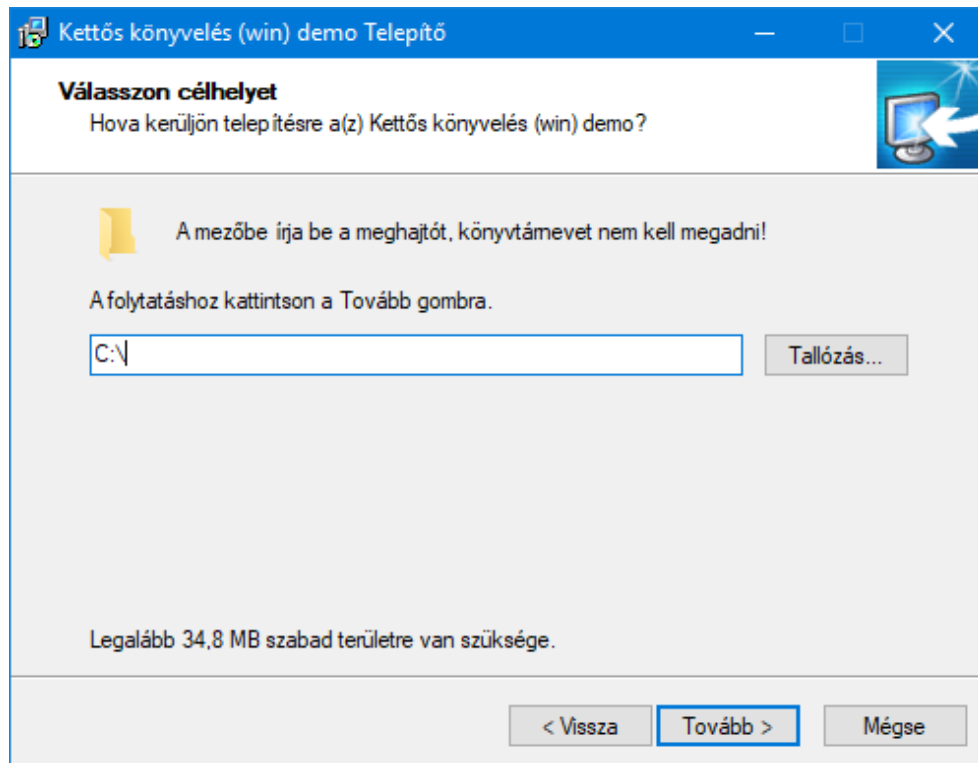 Kettős könyvelés (win) demo Telepítő
Válasszon célhelyet
Hova kerüljön telepítésre a(z) Kettős könyvelés (win) demo?
A mezőbe írja be a meghajtót, könyvtárnevet nem kell megadni!
A folytatáshoz kattintson a Tovább gombra.
C:\
Tallózás...
Legalább 34,8 MB szabad területre van szüksége.
< Vissza
Tovább >
Mégse